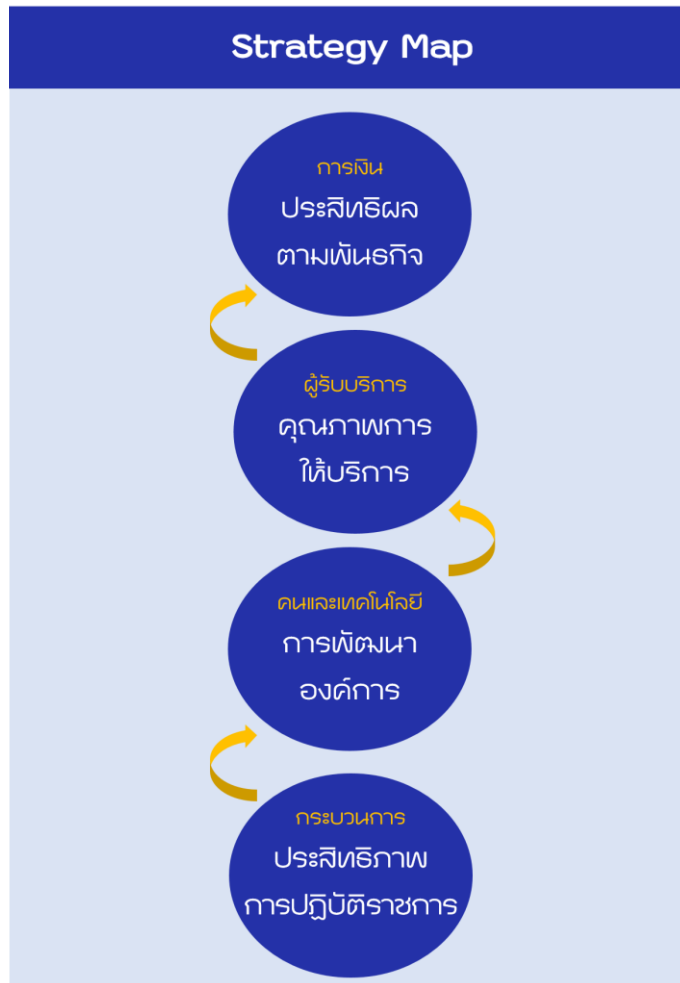 Strategy Map
การเงิน
ประสิทธิผล
ตามพันธกิจ
ผู้รับบริการ
คุณภาพการ
ให้บริการ
คนและเทคโนโลยี
การพัฒนา
องค์การ
กระบวนการ
ประสิทธิภาพ
การปฏิบัติราชการ